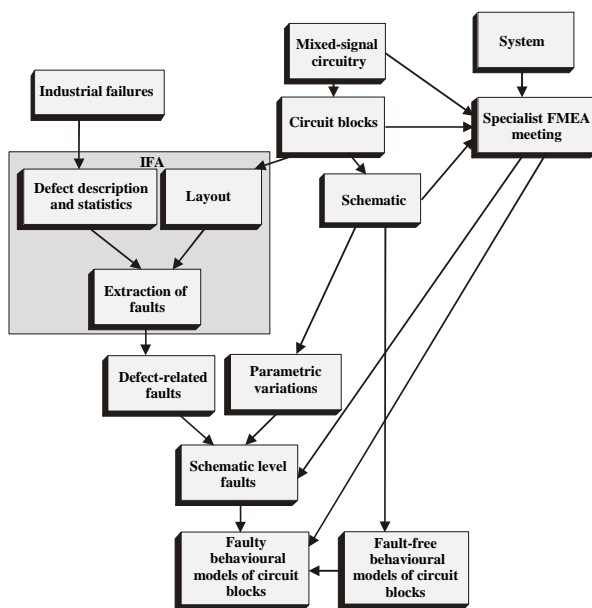 Mixed-signal
circuitry
System
Industrial failures
Circuit blocks
Specialist FMEA
meeting
IFA
Defect description
and statistics
Layout
Schematic
Extraction of
faults
Defect-related
faults
Parametric
variations
Schematic level
faults
Faulty
behavioural
models of circuit
blocks
Fault-free
behavioural
models of circuit
blocks